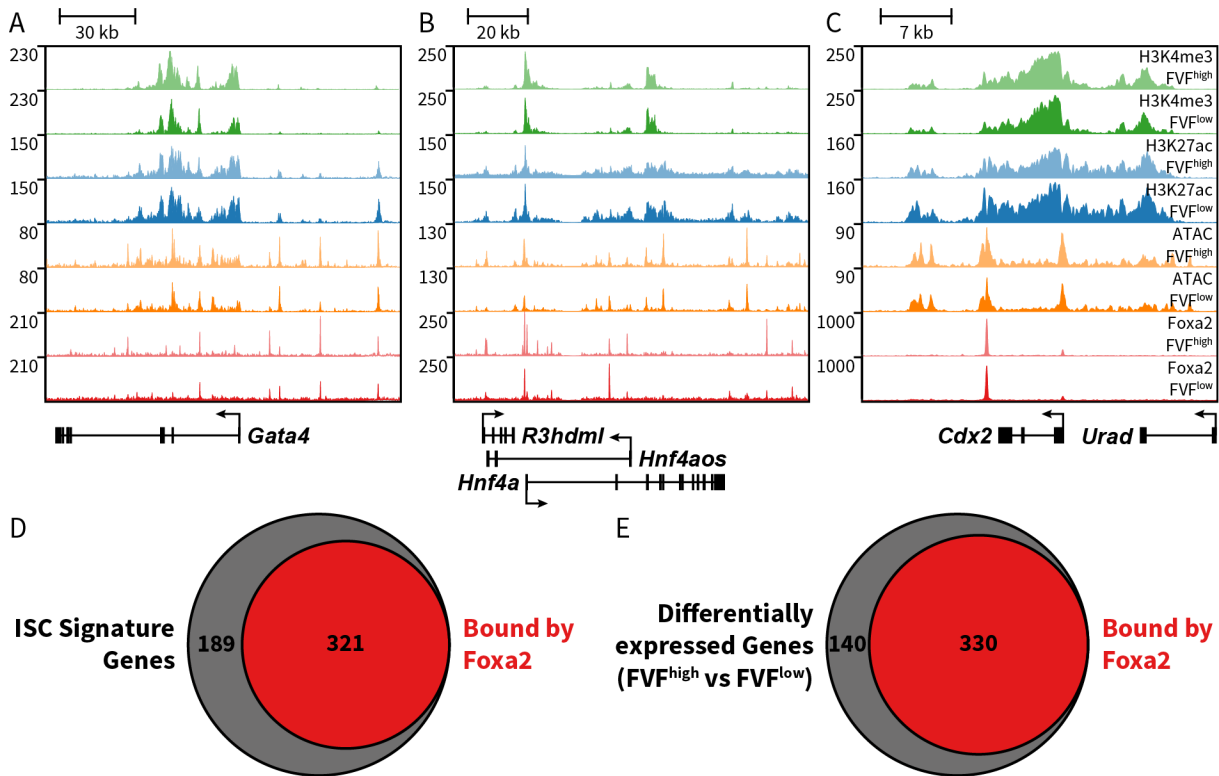 A
30 kb
B
20 kb
C
7 kb
230
230
150
150
80
80
210
210
250
250
150
150
130
130
250
250
250
250
160
160
90
90
1000
1000
H3K4me3
FVFhigh
H3K4me3
FVFlow
H3K27ac
FVFhigh
H3K27ac
FVFlow
ATAC
FVFhigh
ATAC
FVFlow
Foxa2
FVFhigh
Foxa2
FVFlow
Gata4
R3hdml
Hnf4aos
Hnf4a
Cdx2
Urad
D
ISC Signature
Genes
189
321
Bound by
Foxa2
E
Differentially
expressed Genes
(FVFhigh vs FVFlow)
140
330
Bound by
Foxa2